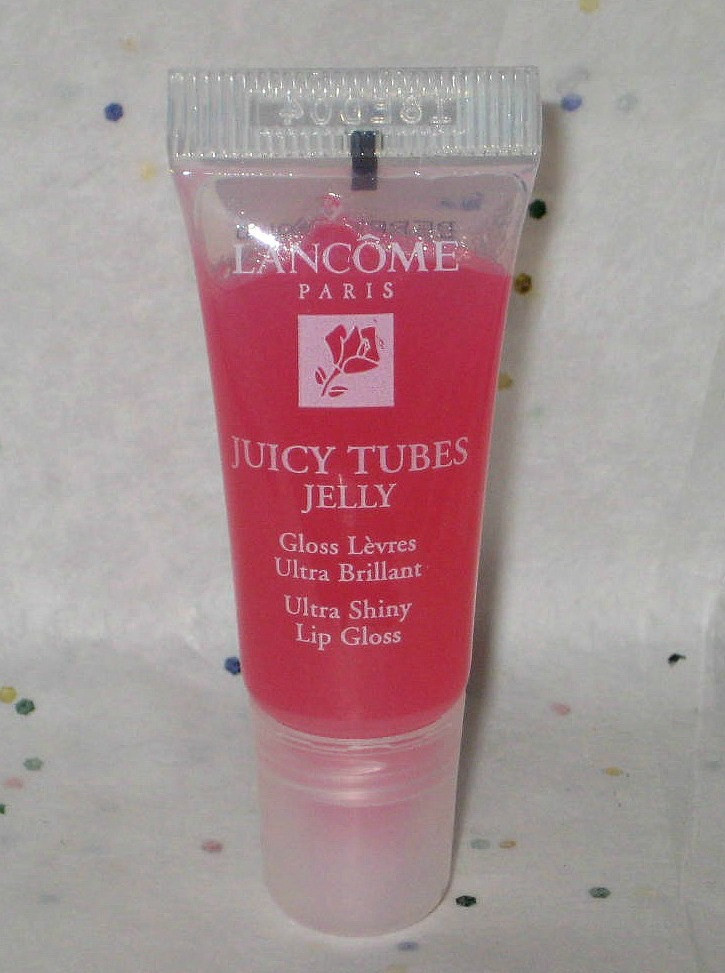 LANCÔME
PARIS
JUICY TUBES
JELLY
Gloss Lèvres
Ultra Brillant
Ultra Shiny
Lip Gloss